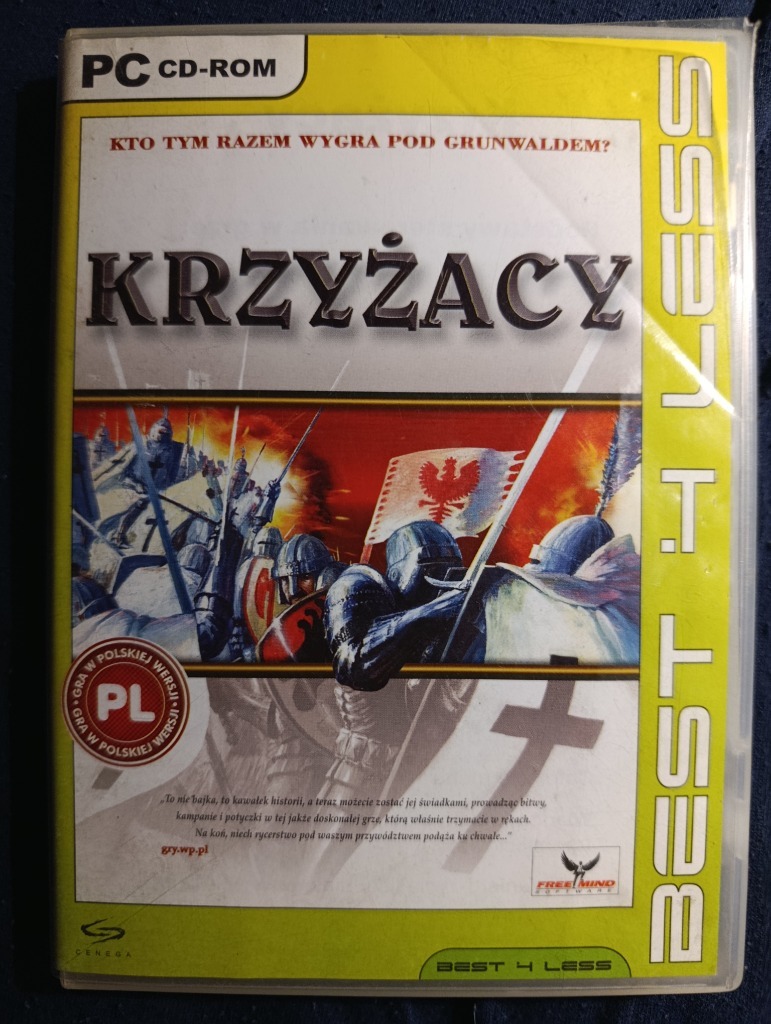 PC CD-ROM
KTO TYM RAZEM WYGRA POD GRUNWALDEM?
KRZYŻACY
GRA W POLSKIEJ WERSJI • GRA W POLSKIEJ WERSJI •
PL
„To nie bajka, to kawałek historii, a teraz możecie zostać jej świadkami, prowadząc bitwy,
kampanie i potyczki w tej jakże doskonałej grze, którą właśnie trzymacie w rękach.
Na koń, niech rycerstwo pod waszym przywództwem podąża ku chwale..."
gry.wp.pl
FREE MIND
SOFTWARE
CENEGA
BEST 4 LESS
BEST 4 LESS